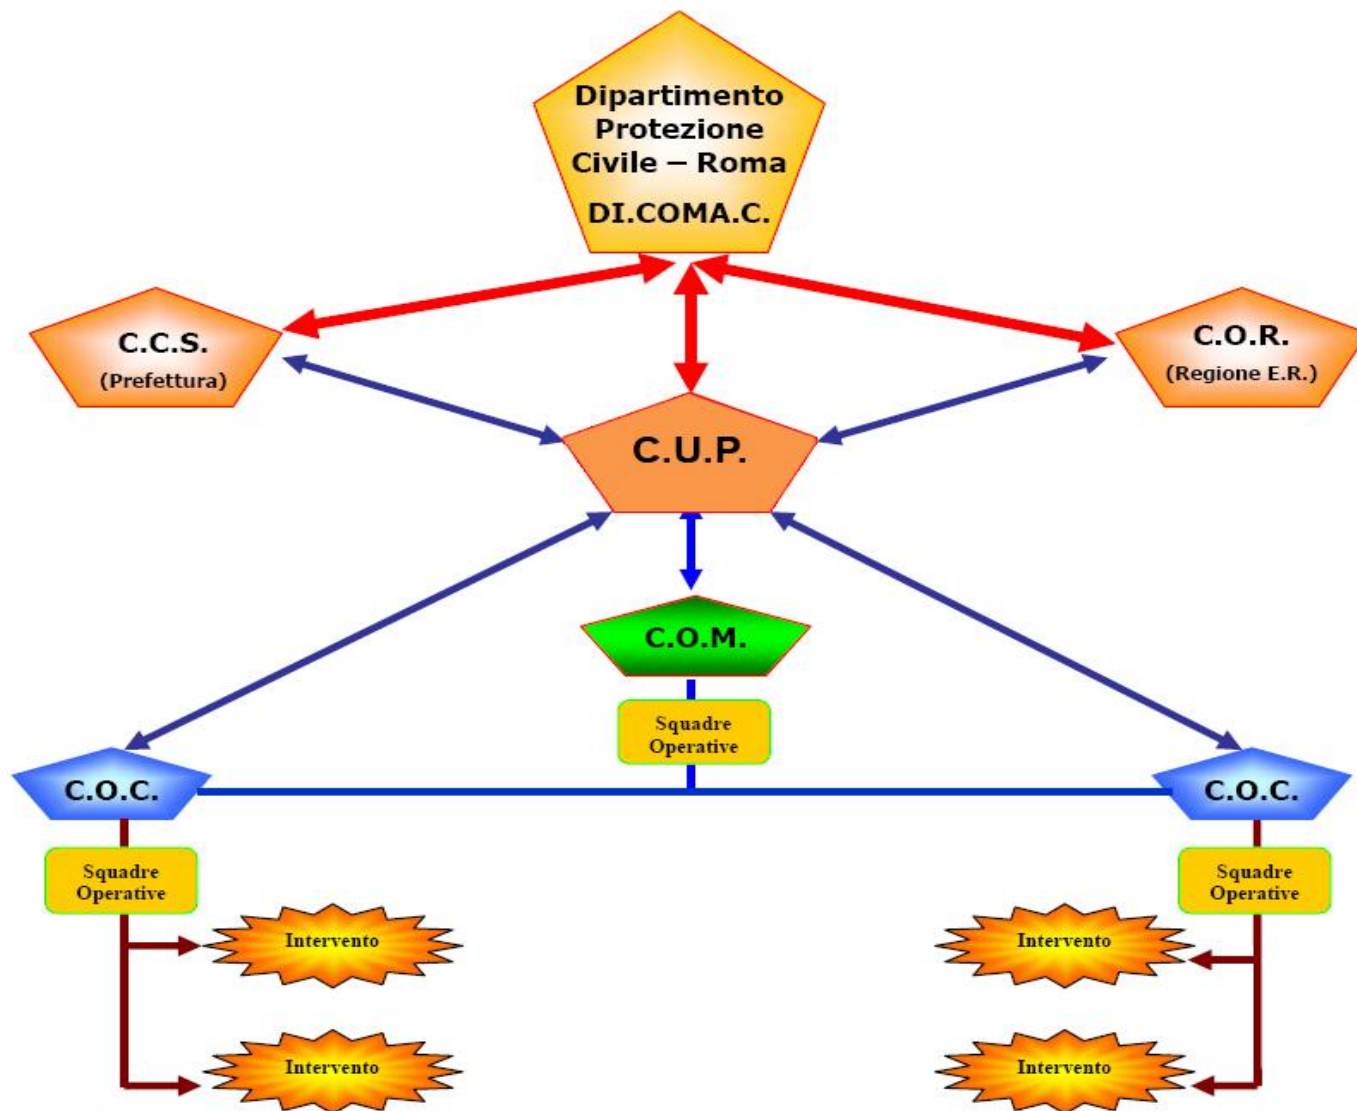 Dipartimento
Protezione
Civile – Roma
DI.COMA.C.
C.C.S.
(Prefettura)
C.O.R.
(Regione E.R.)
C.U.P.
C.O.M.
Squadre
Operative
C.O.C.
C.O.C.
Squadre
Operative
Squadre
Operative
Intervento
Intervento
Intervento
Intervento